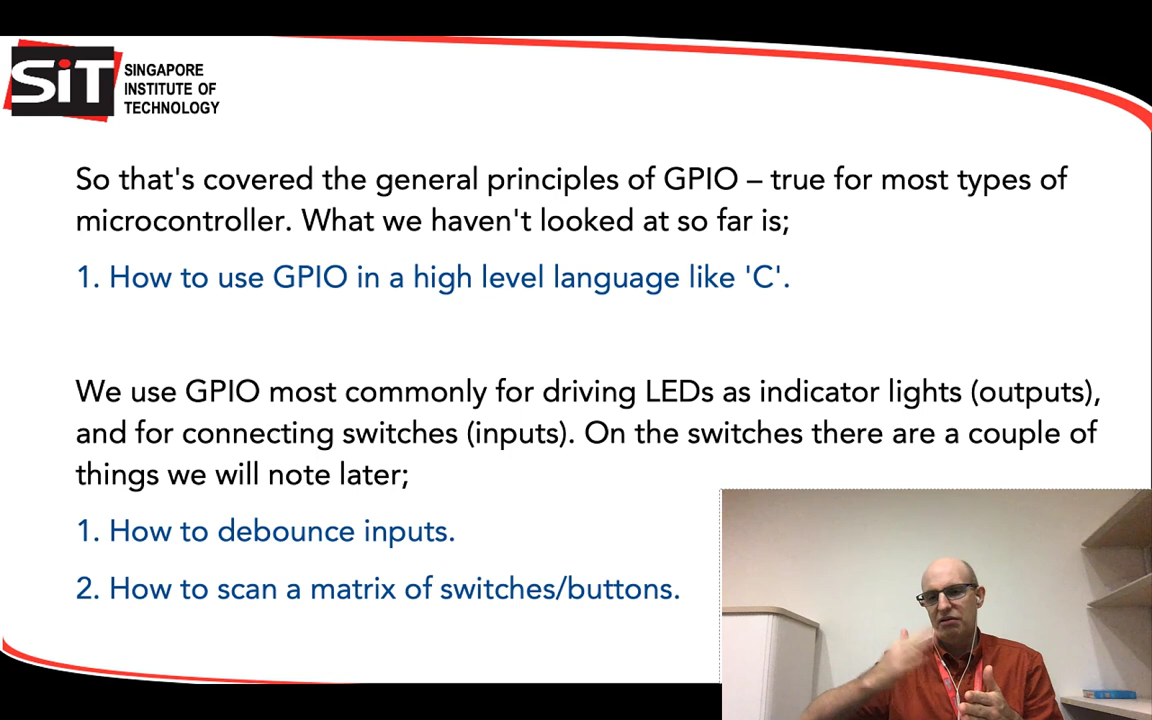 SiT
SINGAPORE
INSTITUTE OF
TECHNOLOGY
So that's covered the general principles of GPIO – true for most types of
microcontroller. What we haven't looked at so far is;
1. How to use GPIO in a high level language like 'C'.
We use GPIO most commonly for driving LEDs as indicator lights (outputs),
and for connecting switches (inputs). On the switches there are a couple of
things we will note later;
1. How to debounce inputs.
2. How to scan a matrix of switches/buttons.